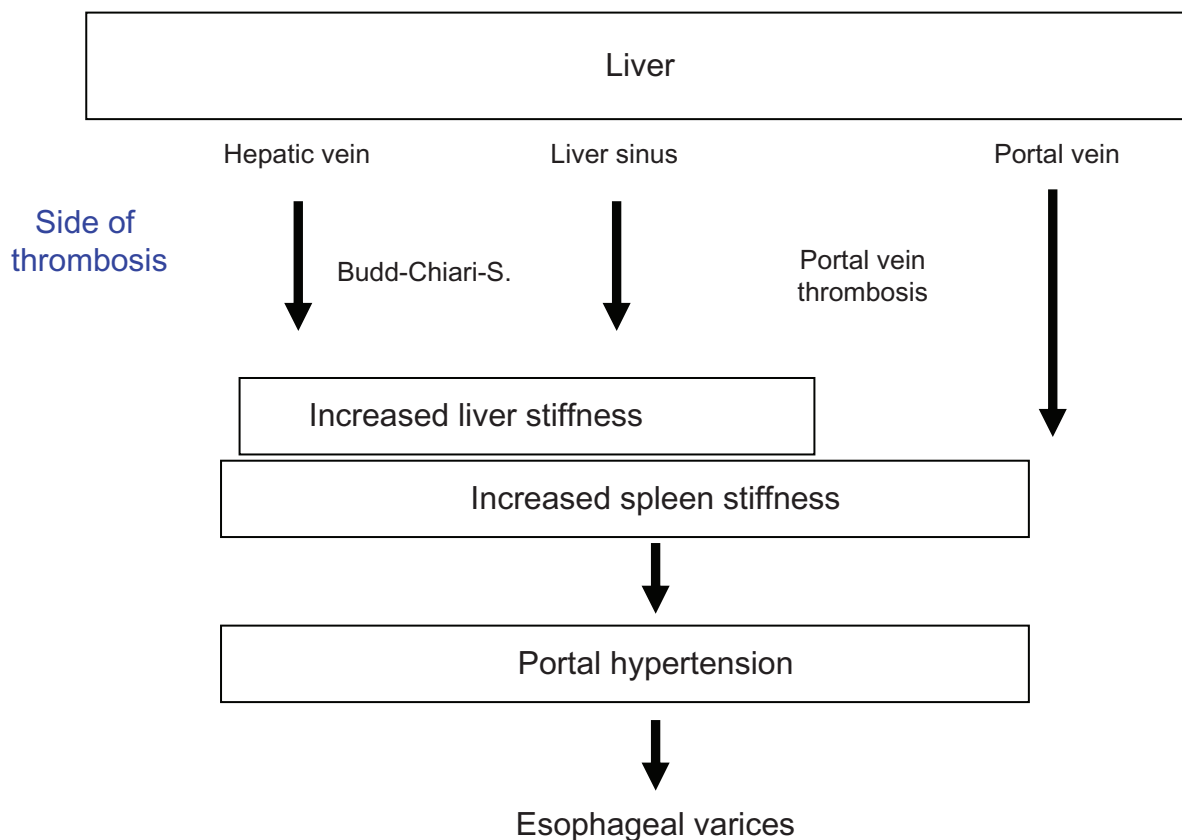 Liver
Hepatic vein
Liver sinus
Portal vein
Side of
thrombosis
Budd-Chiari-S.
Portal vein
thrombosis
Increased liver stiffness
Increased spleen stiffness
Portal hypertension
Esophageal varices